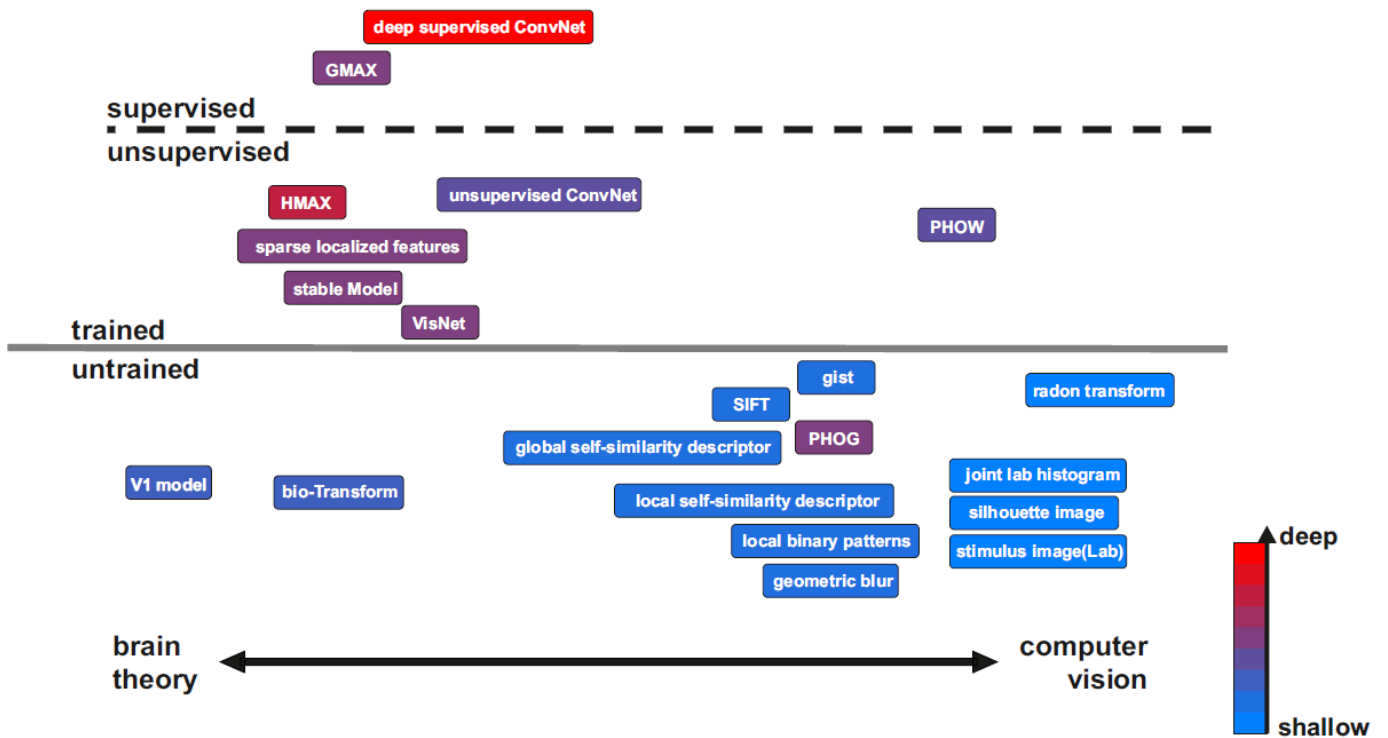 deep supervised ConvNet
GMAX
supervised
unsupervised
HMAX
unsupervised ConvNet
PHOW
sparse localized features
stable Model
VisNet
trained
untrained
gist
radon transform
SIFT
PHOG
global self-similarity descriptor
V1 model
bio-Transform
joint lab histogram
local self-similarity descriptor
silhouette image
local binary patterns
stimulus image(Lab)
geometric blur
deep
brain
theory
computer
vision
shallow